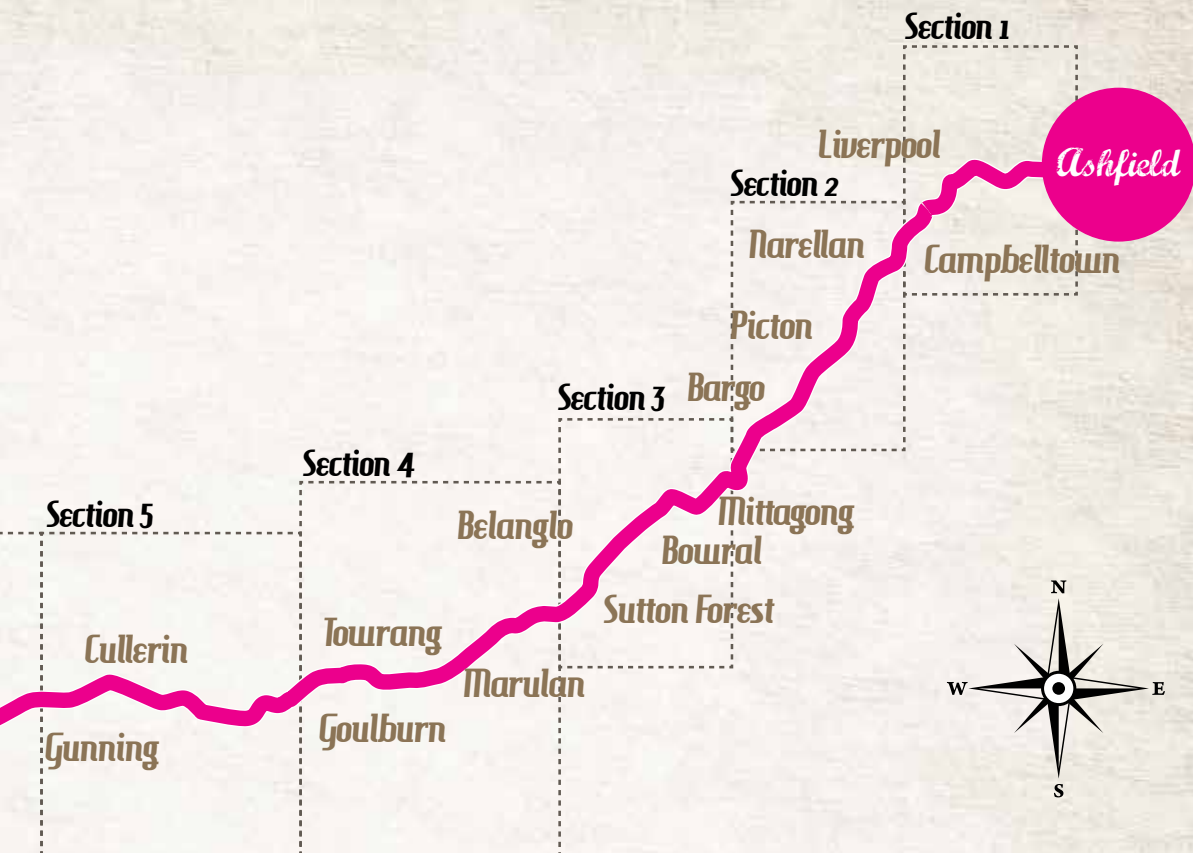 Section 1
Ashfield
Liverpool
Section 2
Narellan
Campbelltown
Picton
Bargo
Section 3
Section 4
Mittagong
Section 5
Belanglo
Bowral
Sutton Forest
N
Towrang
Cullerin
Marulan
W
E
Goulburn
Gunning
S